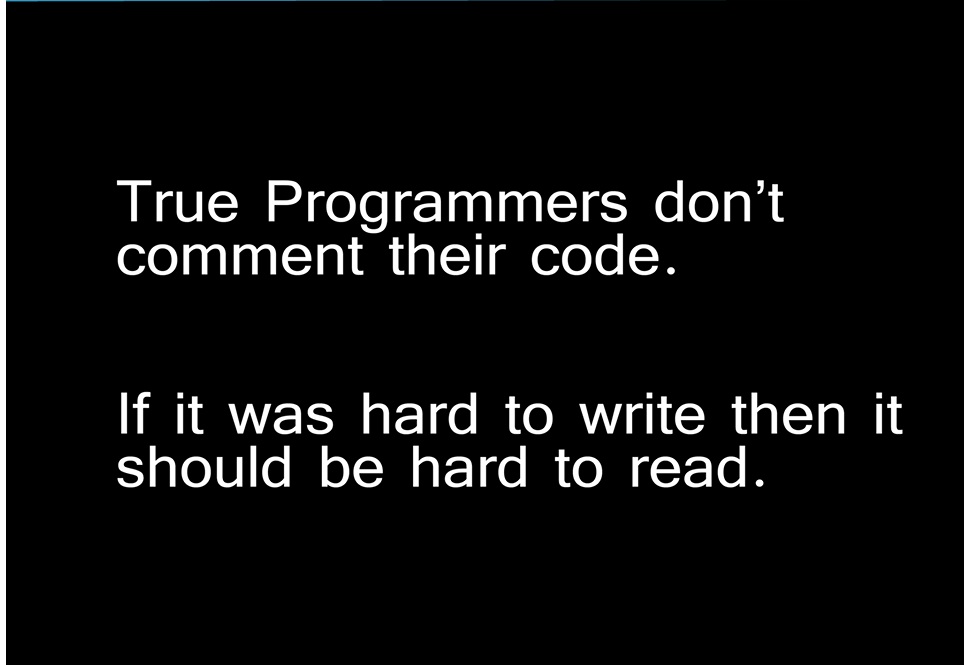 True Programmers don’t
comment their code.
If it was hard to write then it
should be hard to read.